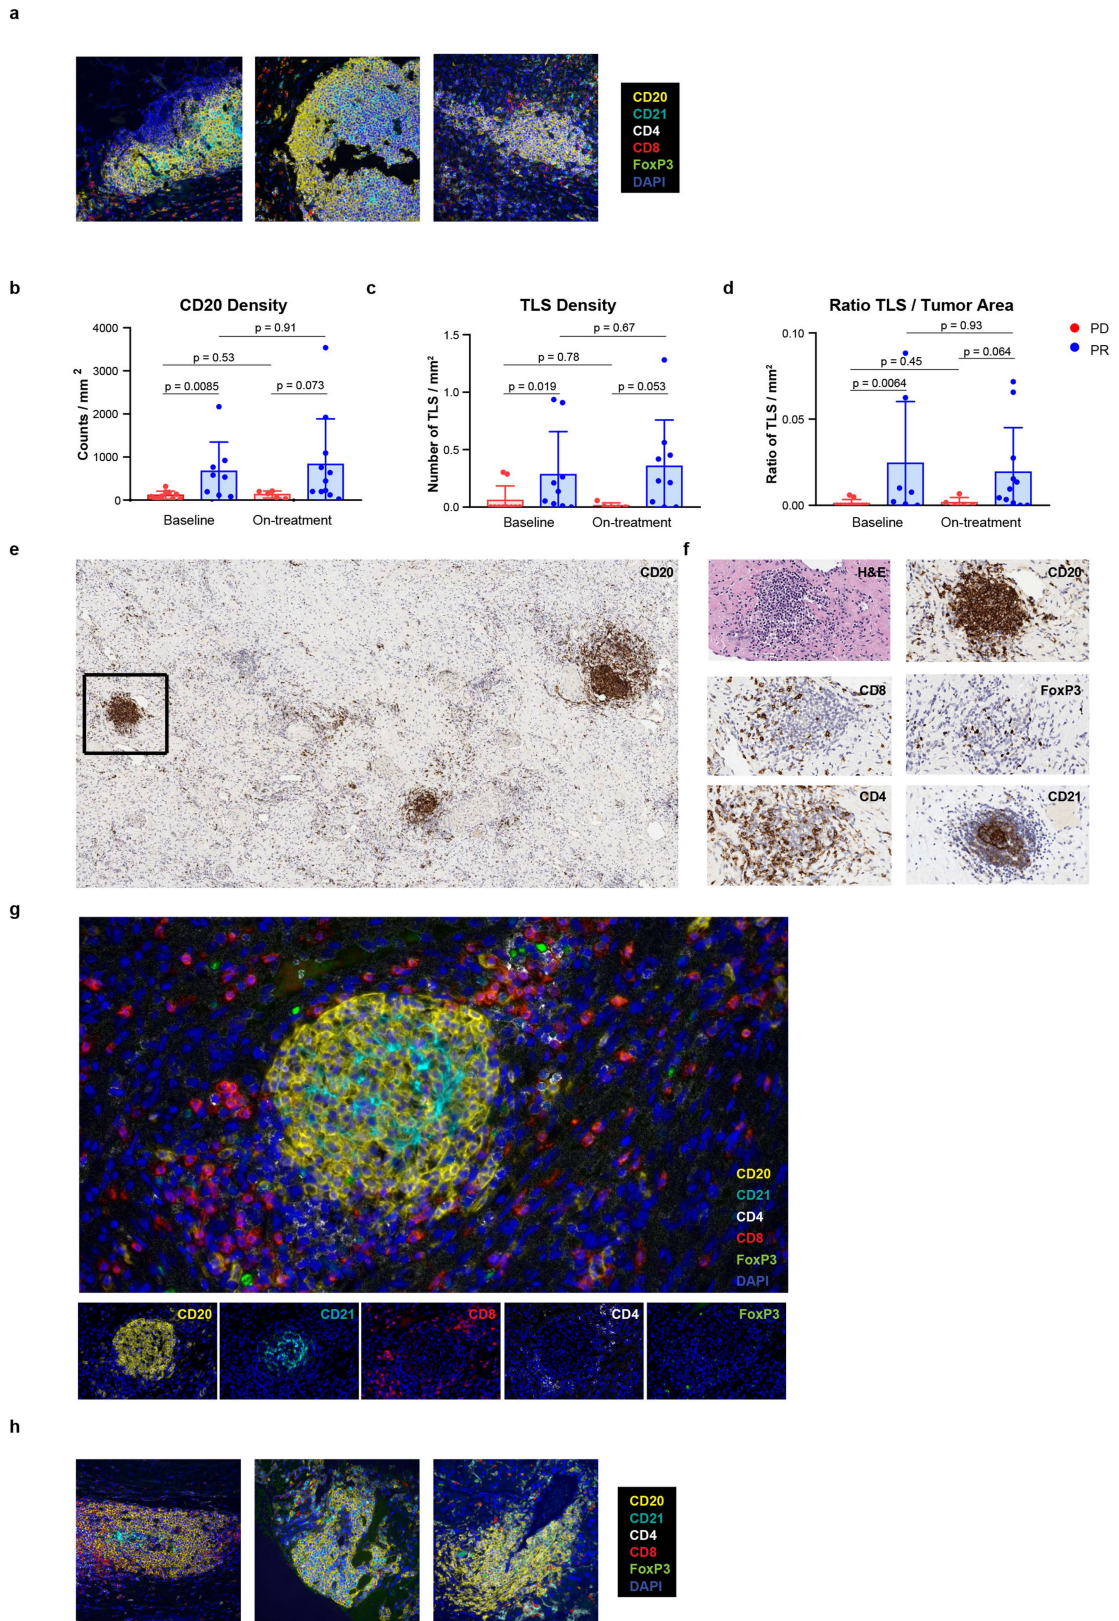 a
CD20
CD21
CD4
CD8
FoxP3
DAPI
b
CD20 Density
Counts / mm 2
4000
3000
2000
1000
0
p = 0.91
p = 0.53
p = 0.0085
p = 0.073
Baseline
On-treatment
c
TLS Density
Number of TLS / mm²
1.5
1.0
0.5
0.0
p = 0.67
p = 0.78
p = 0.019
p = 0.053
Baseline
On-treatment
d
Ratio TLS / Tumor Area
Ratio of TLS / mm²
0.10
0.05
0.00
p = 0.93
p = 0.45
p = 0.064
p = 0.0064
Baseline
On-treatment
PD
PR
e
CD20
f
H&E
CD20
CD8
FoxP3
CD4
CD21
g
CD20
CD21
CD4
CD8
FoxP3
DAPI
CD20
CD21
CD8
CD4
FoxP3
h
CD20
CD21
CD4
CD8
FoxP3
DAPI